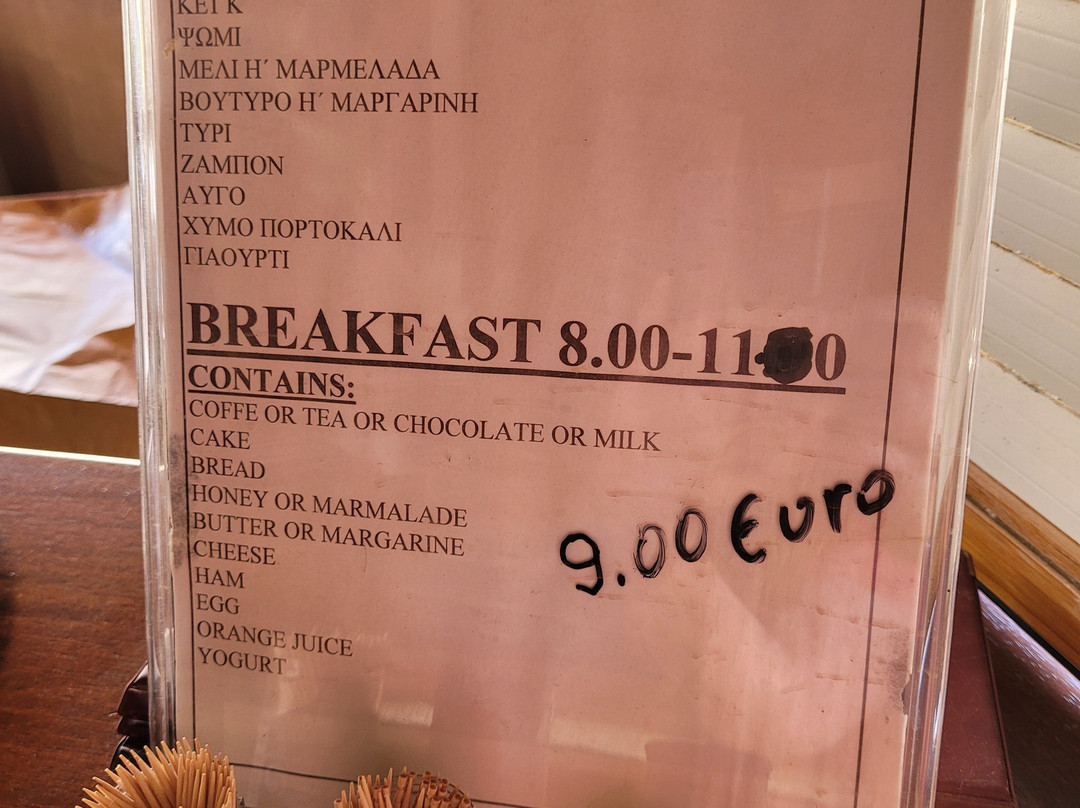 ΚΕΪΚ
ΨΩΜΙ
ΜΕΛΙ Η΄ ΜΑΡΜΕΛΑΔΑ
ΒΟΥΤΥΡΟ Η΄ ΜΑΡΓΑΡΙΝΗ
ΤΥΡΙ
ΖΑΜΠΟΝ
ΑΥΓΟ
ΧΥΜΟ ΠΟΡΤΟΚΑΛΙ
ΓΙΑΟΥΡΤΙ
BREAKFAST 8.00-11.00
CONTAINS:
COFFE OR TEA OR CHOCOLATE OR MILK
CAKE
BREAD
HONEY OR MARMALADE
BUTTER OR MARGARINE
CHEESE
HAM
EGG
ORANGE JUICE
YOGURT
9.00 €uro